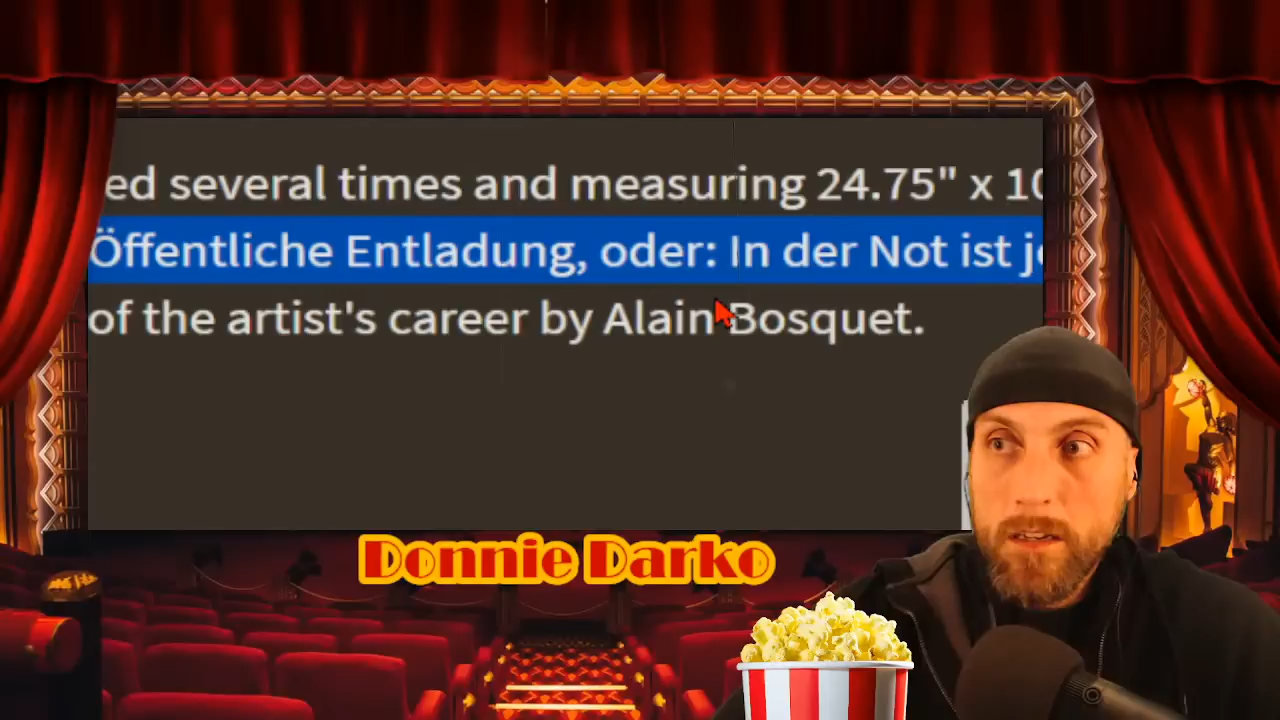 ed several times and measuring 24.75" x 10
Öffentliche Entladung, oder: In der Not ist
of the artist's career by Alain Bosquet.
Donnie Darko